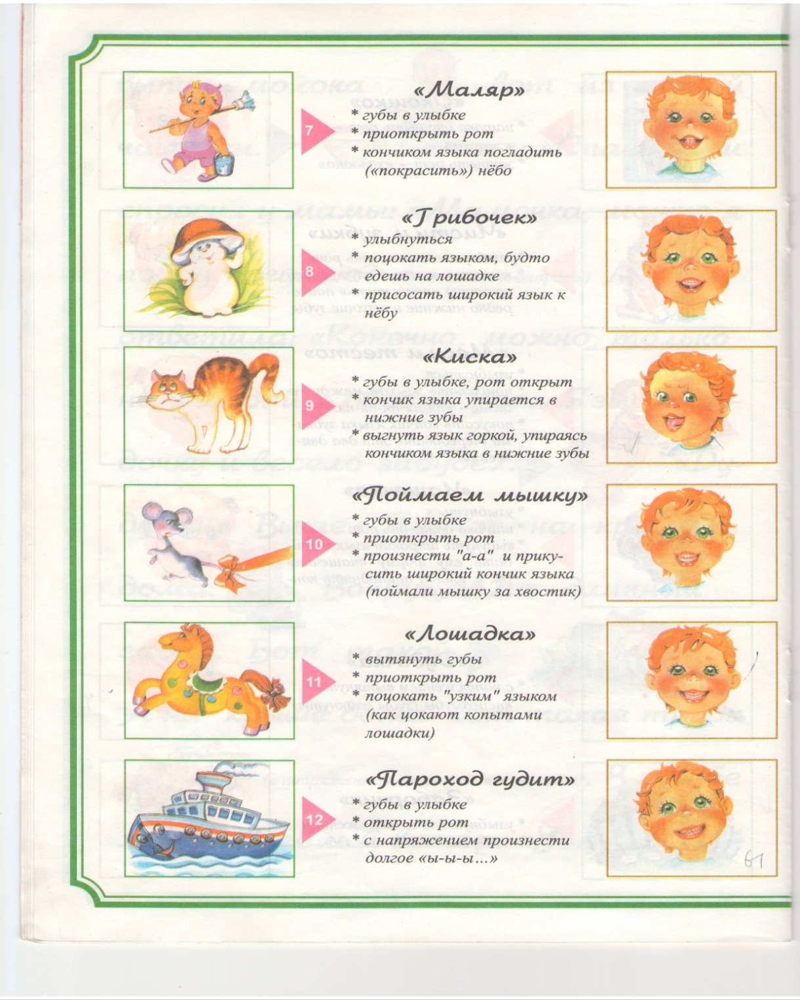 «Маляр»
7
* губы в улыбке
* приоткрыть рот
* кончиком языка погладить
(«покрасить») нёбо
«Грибочек»
8
* улыбнуться
* поцокать языком, будто
едешь на лошадке
* присосать широкий язык к
нёбу
«Киска»
9
* губы в улыбке, рот открыт
* кончик языка упирается в
нижние зубы
* выгнуть язык горкой, упираясь
кончиком языка в нижние зубы
«Поймаем мышку»
10
* губы в улыбке
* приоткрыть рот
* произнести "а-а" и прику-
сить широкий кончик языка
(поймали мышку за хвостик)
«Лошадка»
11
* вытянуть губы
* приоткрыть рот
* поцокать "узким" языком
(как цокают копытами
лошадки)
«Пароход гудит»
12
* губы в улыбке
* открыть рот
* с напряжением произнести
долгое «ы-ы-ы...»